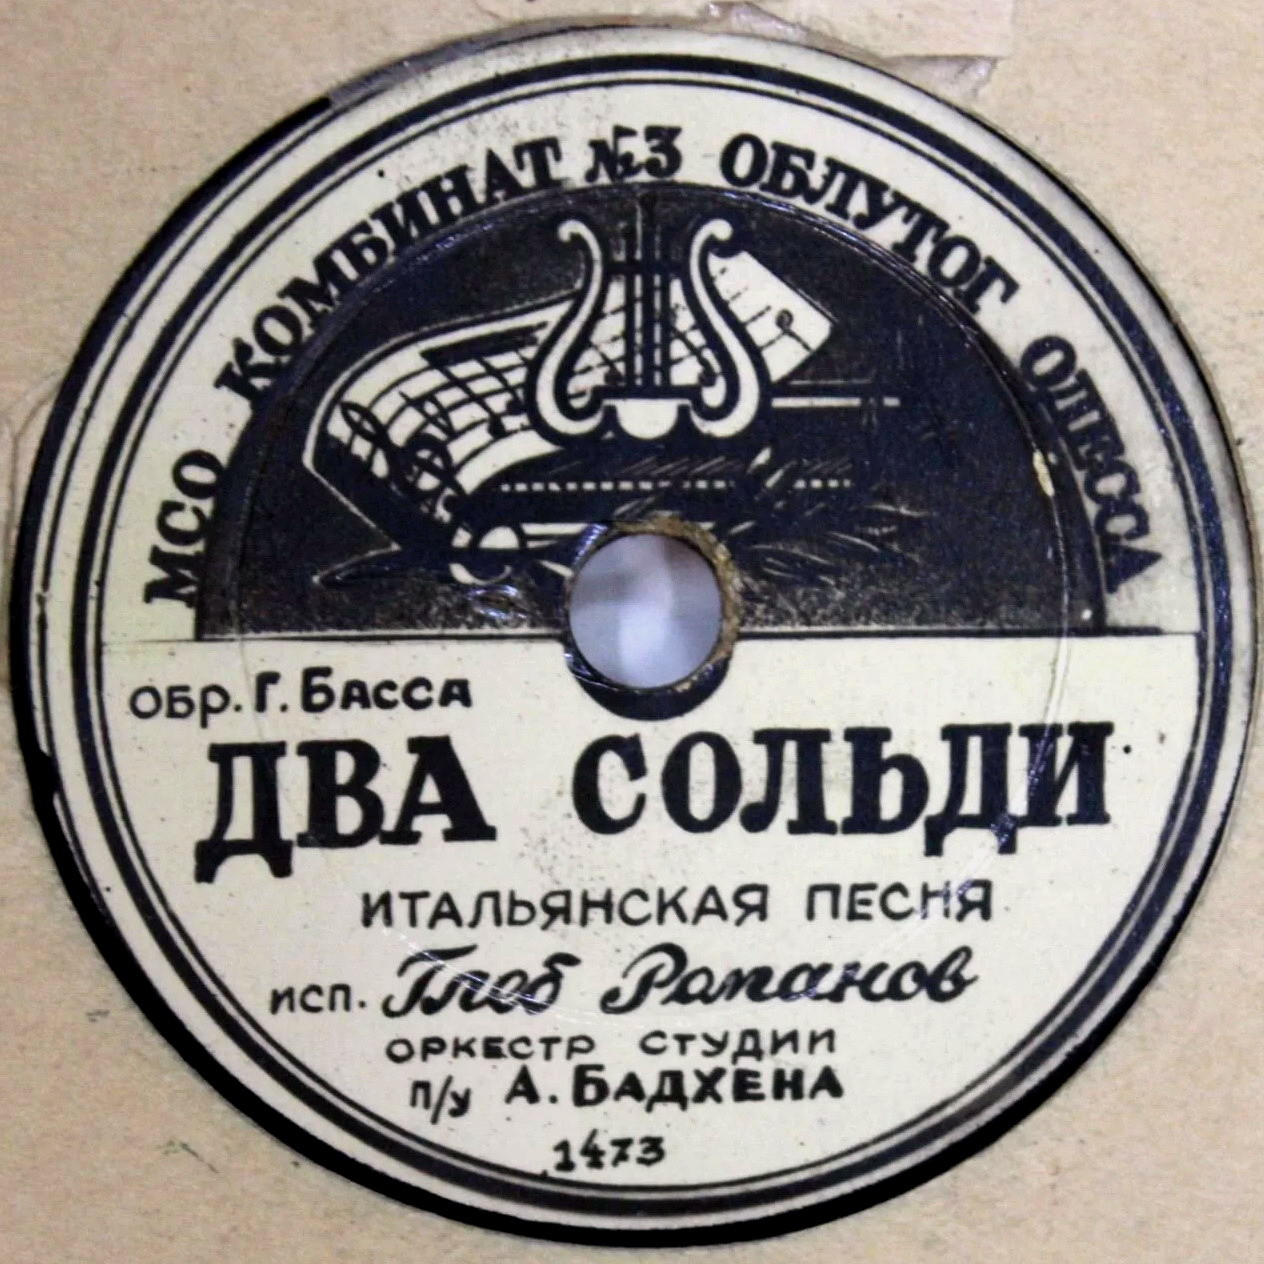 МСО КОМБИНАТ №3 ОБЛУТОГ ОДЕССА
ОБР. Г. БАССА
ДВА СОЛЬДИ
ИТАЛЬЯНСКАЯ ПЕСНЯ
ИСП. Глеб Романов
ОРКЕСТР СТУДИИ
П/У А. БАДХЕНА
1473